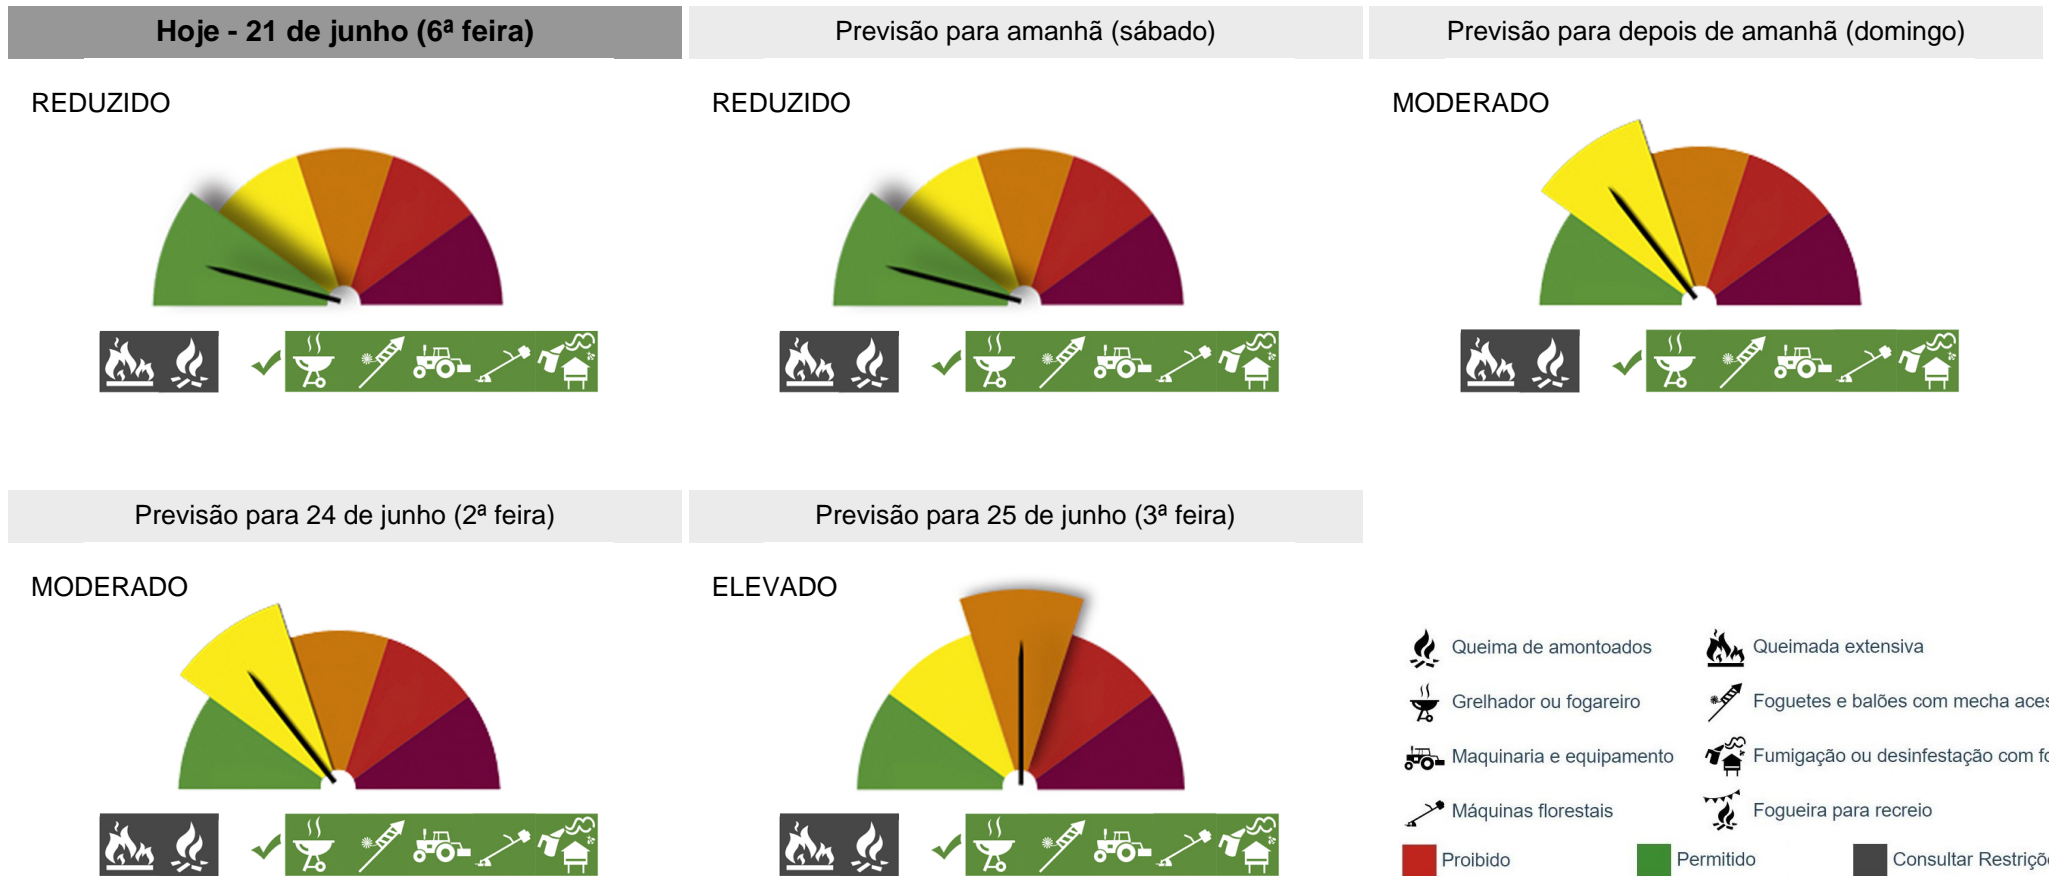 Hoje - 21 de junho (6ª feira)
Previsão para amanhã (sábado)
Previsão para depois de amanhã (domingo)
REDUZIDO
REDUZIDO
MODERADO
Previsão para 24 de junho (2ª feira)
Previsão para 25 de junho (3ª feira)
MODERADO
ELEVADO
Queima de amontoados
Queimada extensiva
Grelhador ou fogareiro
Foguetes e balões com mecha aces
Maquinaria e equipamento
Fumigação ou desinfestação com fo
Máquinas florestais
Fogueira para recreio
Proibido
Permitido
Consultar Restriçõ